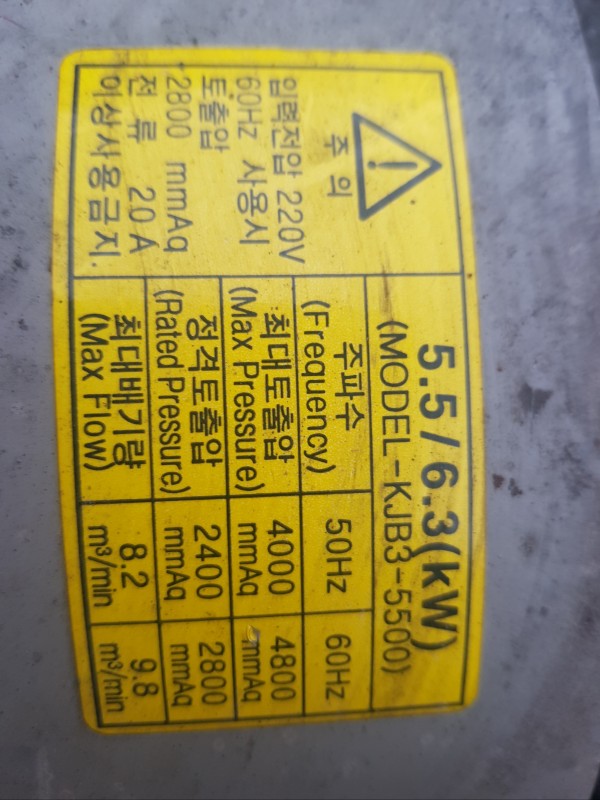 주 의
입력전압 220V
60Hz 사용시
토출압
2800 mmAq
전 류 20A
이상사용금지.
5.5/6.3(kW)
(MODEL-KJB3-5500)
주파수 50Hz 60Hz
(Frequency)
최대토출압 4000 4800
(Max Pressure) mmAq mmAq
정격토출압 2400 2800
(Rated Pressure) mmAq mmAq
최대배기량 8.2 9.8
(Max Flow) m³/min m³/min